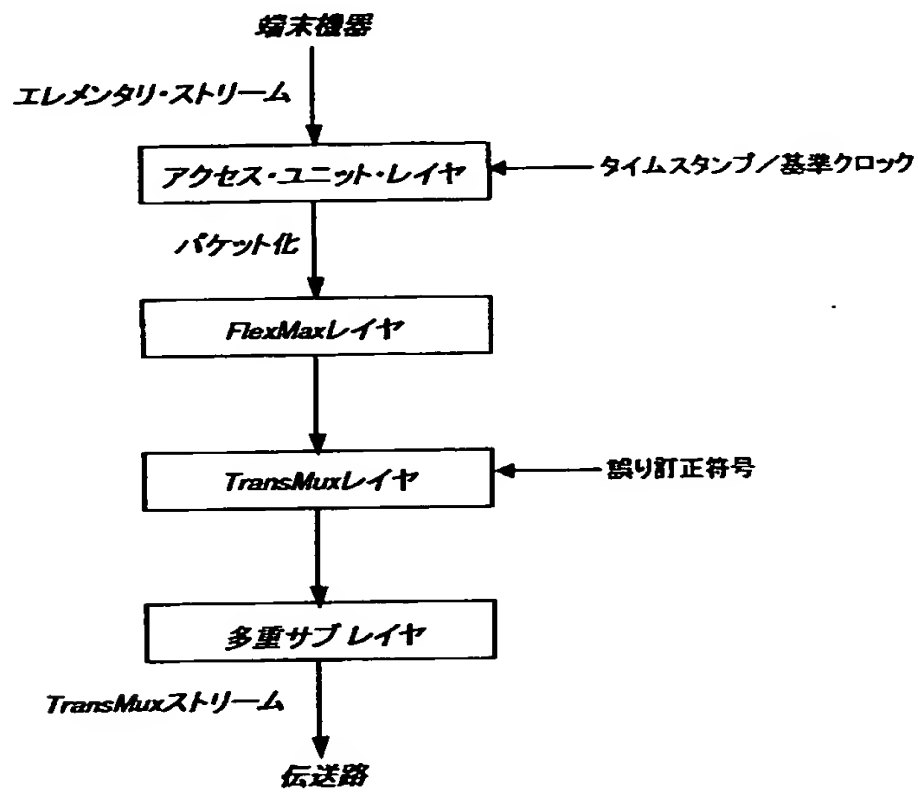 端末機器
エレメンタリ・ストリーム
アクセス・ユニット・レイヤ
タイムスタンプ/基準クロック
パケット化
FlexMaxレイヤ
TransMuxレイヤ
誤り訂正符号
多重サブレイヤ
TransMuxストリーム
伝送路